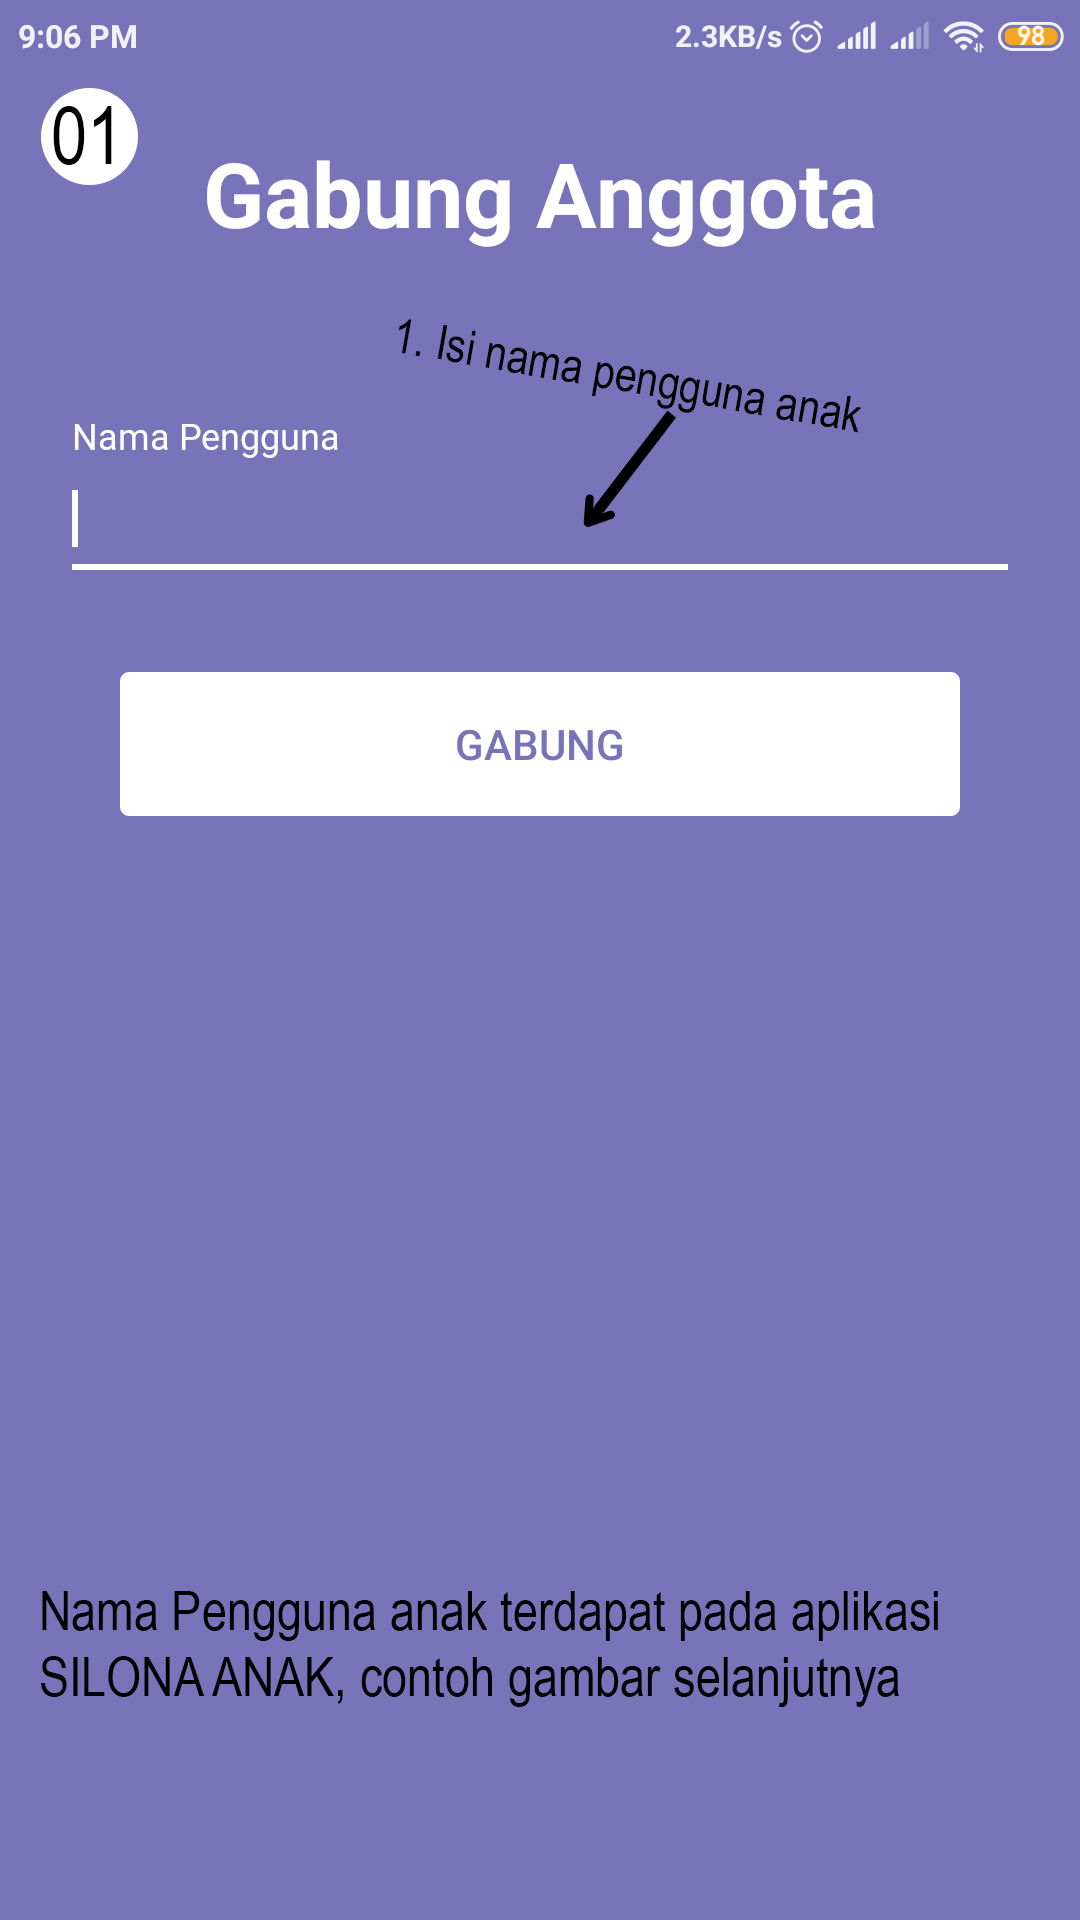 9:06 PM 2.3KB/s 98
01
Gabung Anggota
1. Isi nama pengguna anak
Nama Pengguna
GABUNG
Nama Pengguna anak terdapat pada aplikasi
SILONA ANAK, contoh gambar selanjutnya